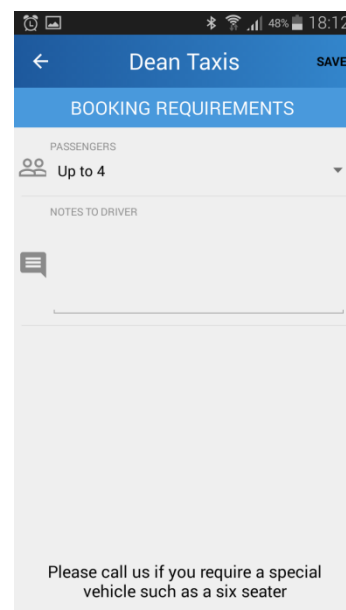 48% 18:12
Dean Taxis SAVE
BOOKING REQUIREMENTS
PASSENGERS
Up to 4
NOTES TO DRIVER
Please call us if you require a special
vehicle such as a six seater